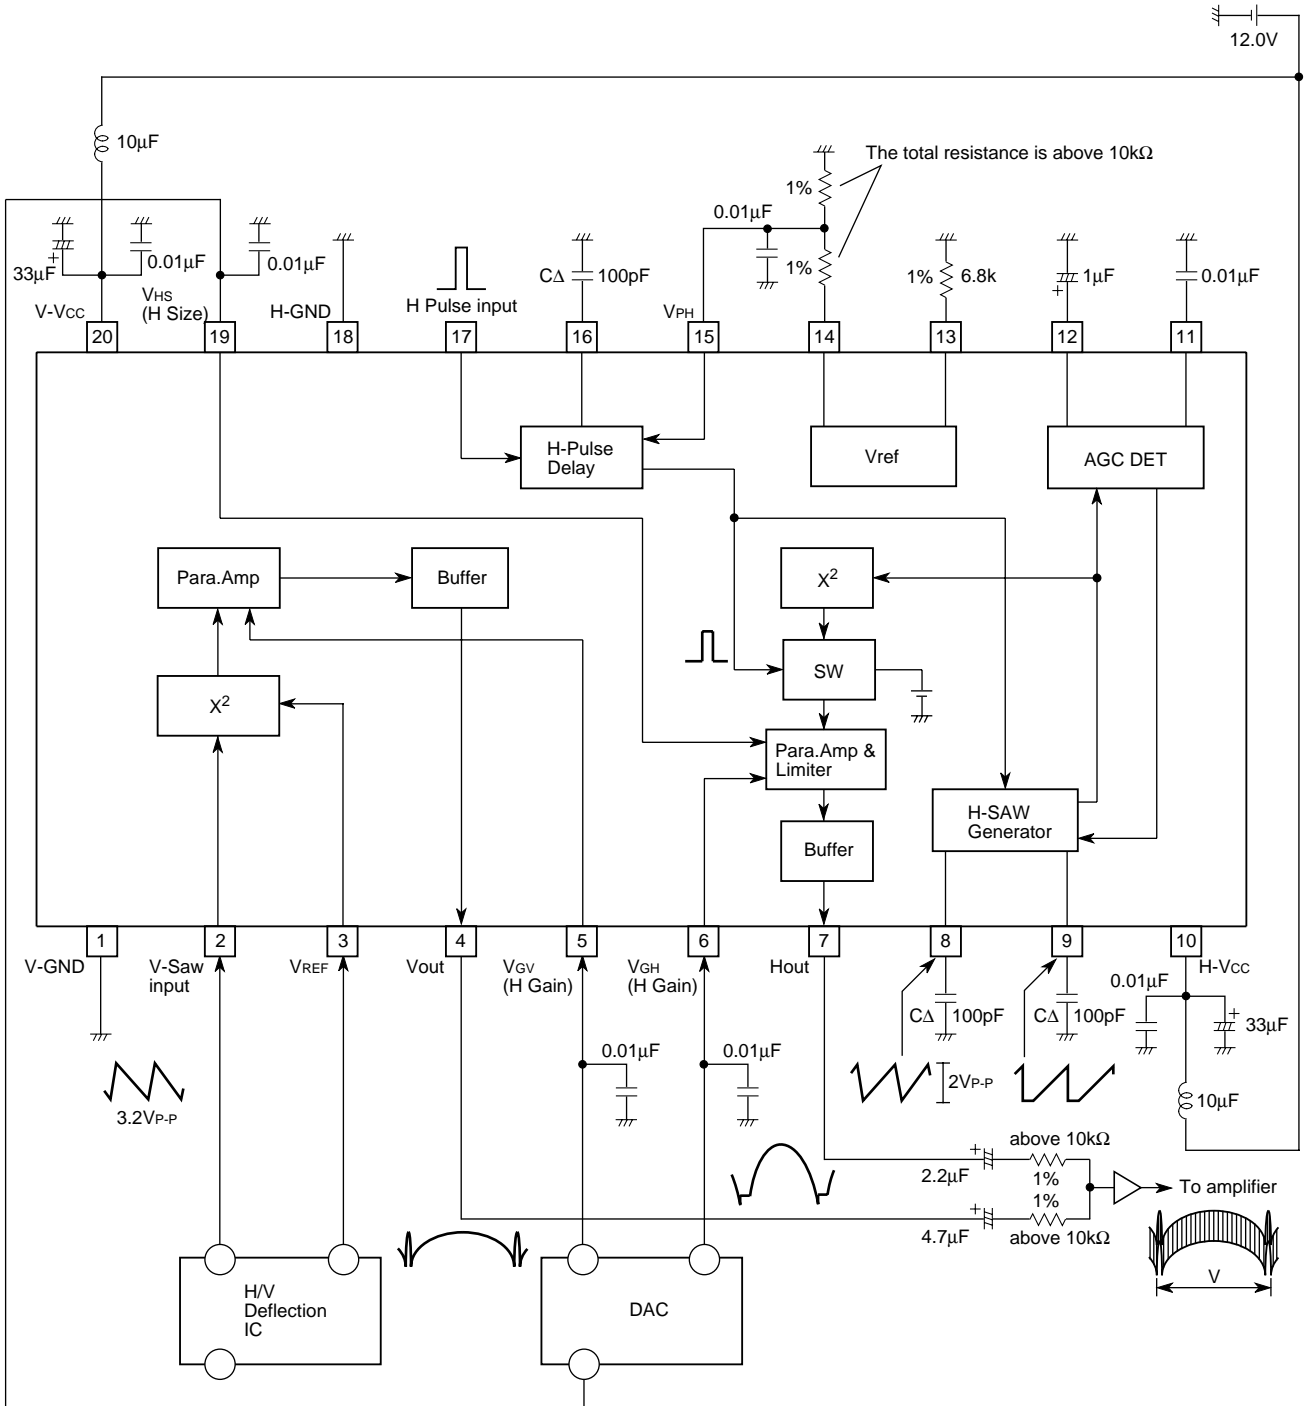 12.0V
10µF
The total resistance is above 10kΩ
1%
0.01µF
33µF
+
0.01µF
0.01µF
CΔ
100pF
1%
1%
6.8k
1µF
+
0.01µF
V-VCC
VHS
(H Size)
H-GND
H Pulse input
VPH
20
19
18
17
16
15
14
13
12
11
H-Pulse
Delay
Vref
AGC DET
Para.Amp
Buffer
X²
SW
X²
Para.Amp &
Limiter
H-SAW
Generator
Buffer
1
2
3
4
5
6
7
8
9
10
V-GND
V-Saw
input
VREF
Vout
VGV
(H Gain)
VGH
(H Gain)
Hout
H-VCC
0.01µF
CΔ
100pF
CΔ
100pF
+
33µF
0.01µF
0.01µF
3.2VP-P
2VP-P
10µF
above 10kΩ
+
2.2µF
1%
1%
+
4.7µF
above 10kΩ
To amplifier
V
H/V
Deflection
IC
DAC